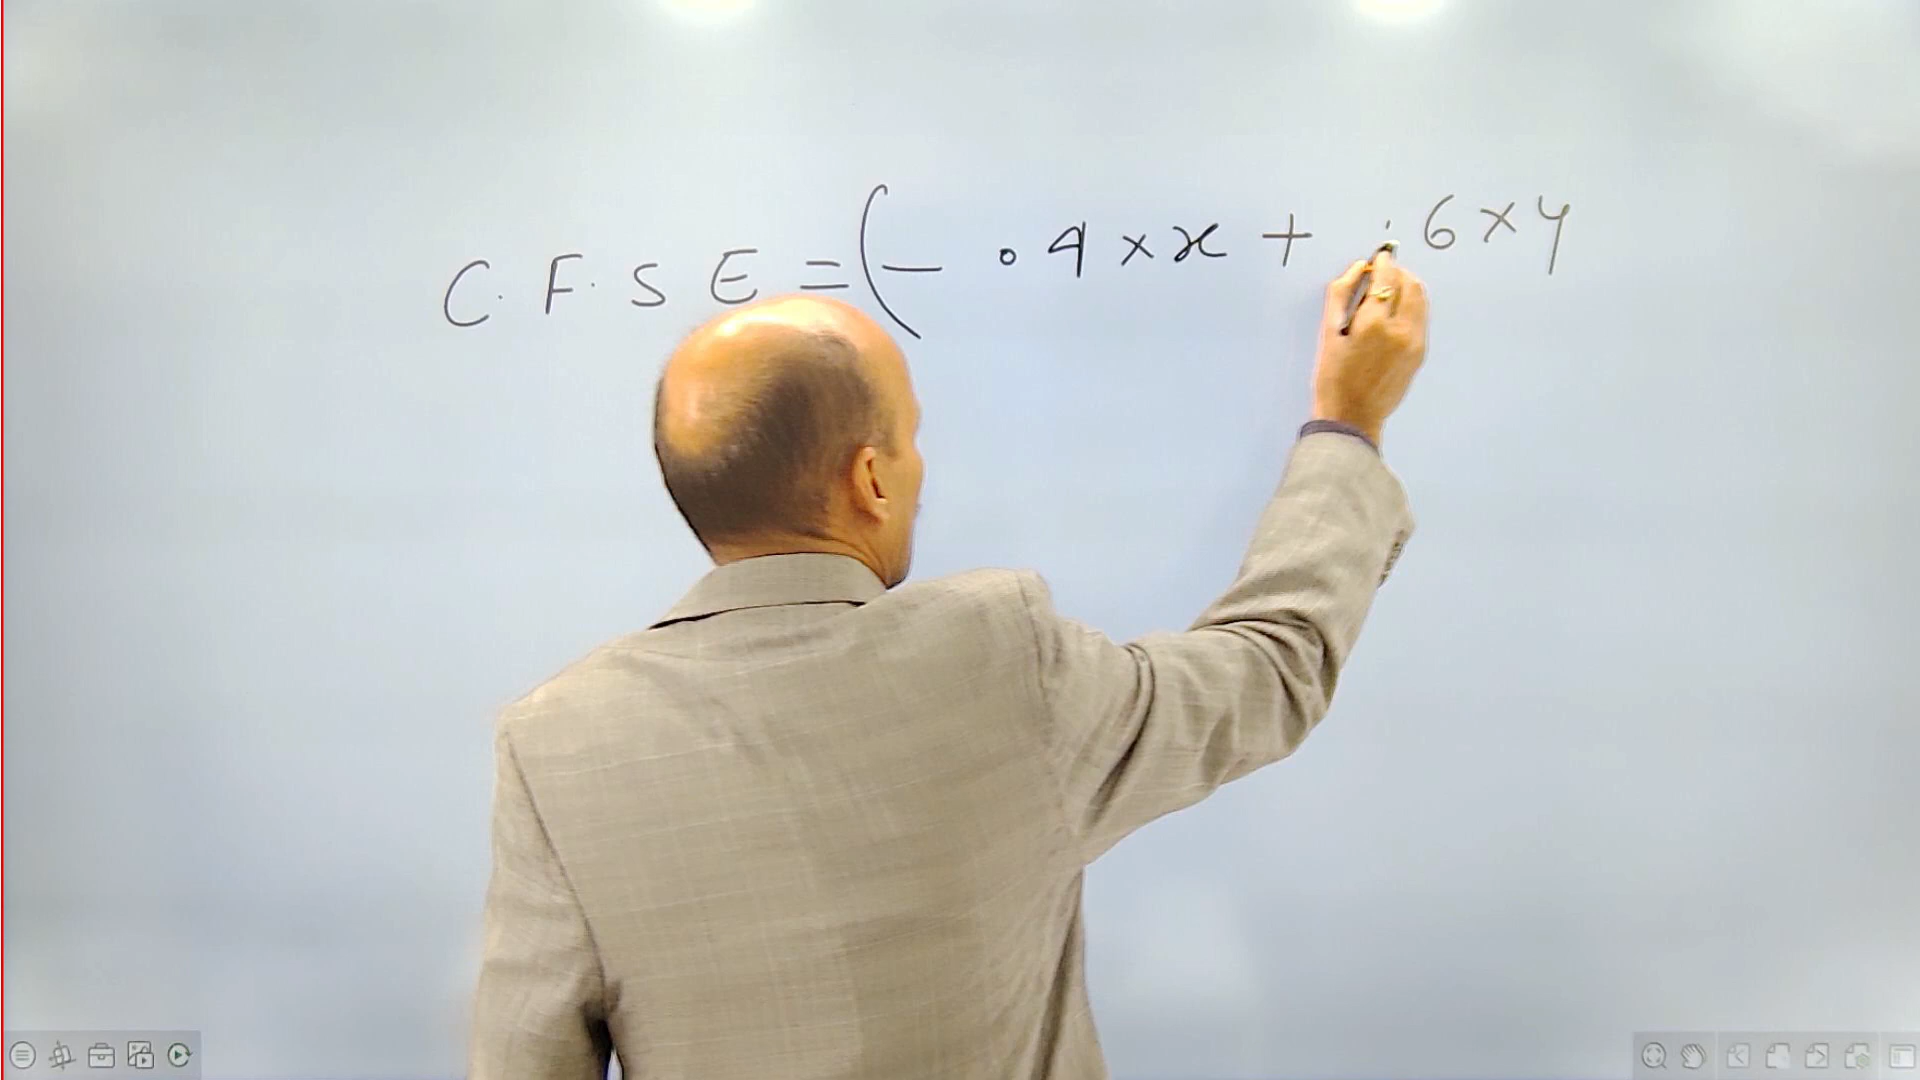 C. F. S E = (- .4 × x + .6 × y